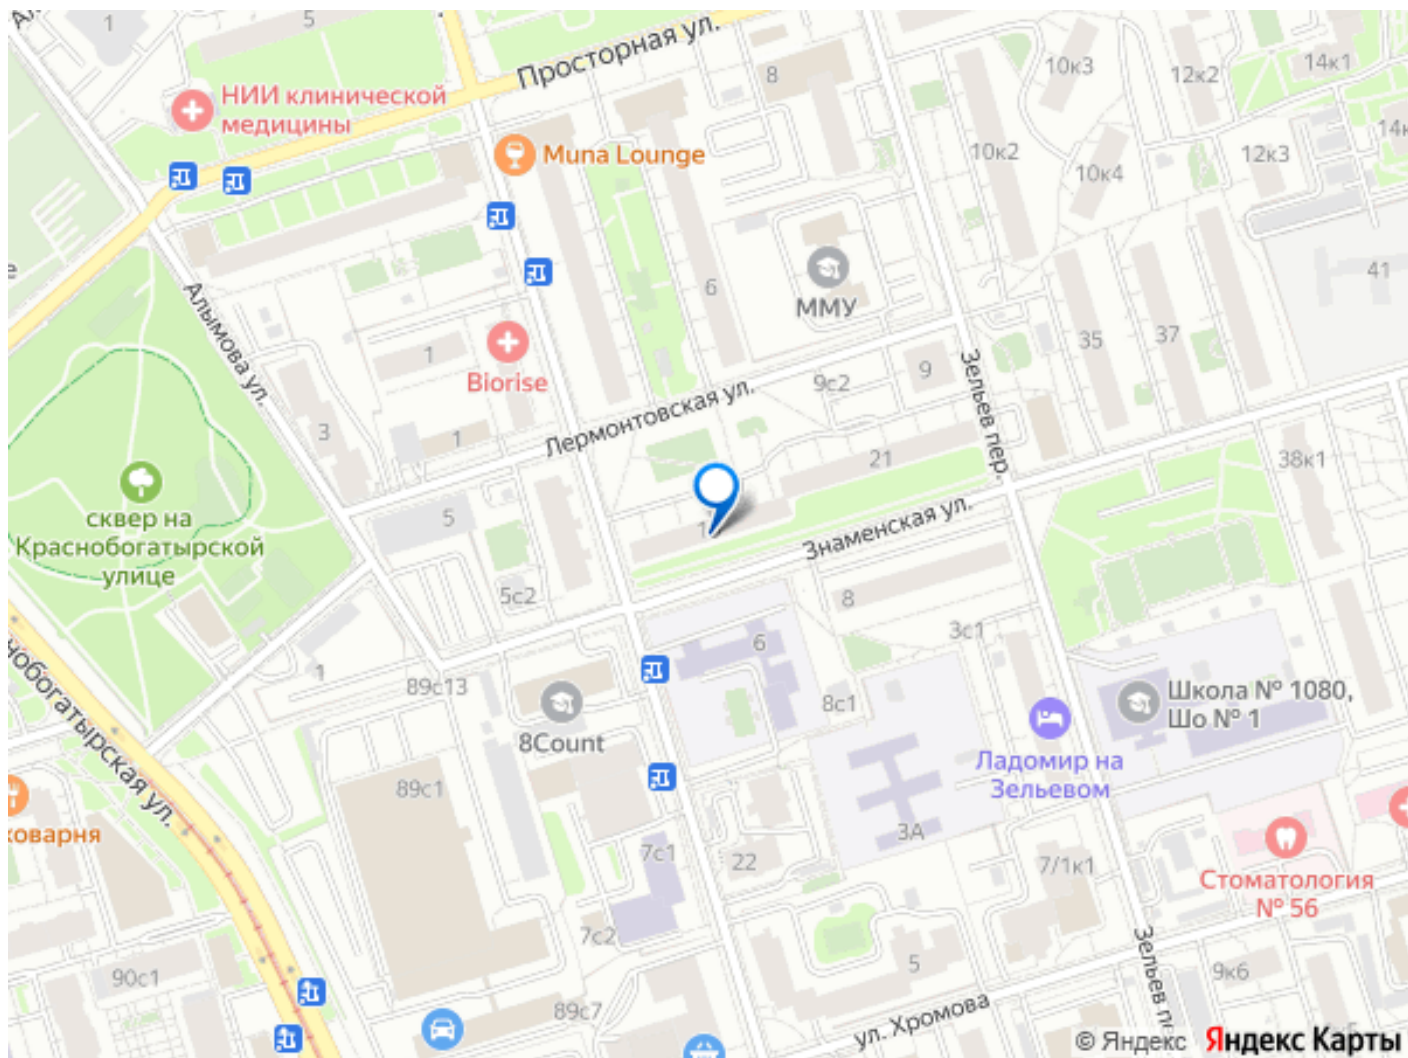 1
5
Просторная ул.
8
10к3
12к2
14к1
НИИ клинической
медицины
Muna Lounge
10к2
10к4
12к3
41
ММУ
6
Алымова ул.
1
Biorise
35
37
9
9с2
Зельев пер.
Лермонтовская ул.
3
1
21
38к1
сквер на
Краснобогатырской
улице
5
Знаменская ул.
5с2
8
3с1
6
1
89с13
8с1
Школа № 1080,
Шо № 1
8Count
Ладомир на
Зельевом
89с1
3А
7с1
22
7/1к1
Стоматология
№ 56
7с2
5
9к6
90с1
89с7
ул. Хромова
© Яндекс Яндекс Карты